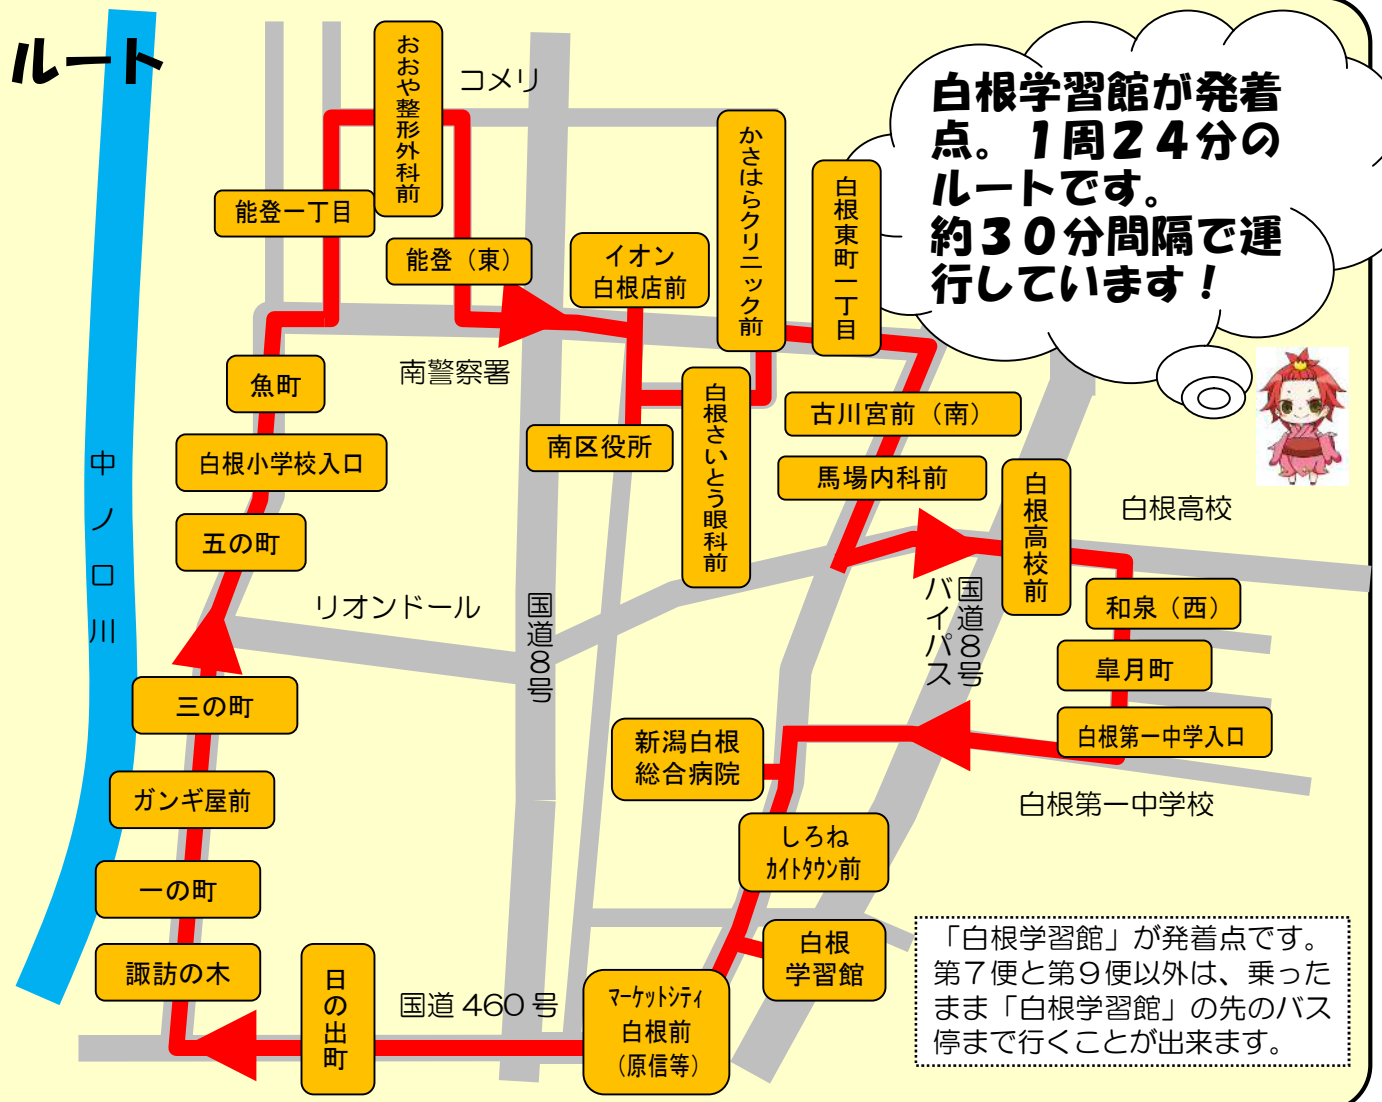 ルート
白根学習館が発着
点。１周２４分の
ルートです。
約３０分間隔で運
行しています！
コメリ
おおや整形外科前
かさはらクリニック前
白根東町一丁目
能登一丁目
能登（東）
イオン
白根店前
南警察署
魚町
白根さいとう眼科前
古川宮前（南）
南区役所
白根小学校入口
馬場内科前
白根高校前
白根高校
五の町
中ノ口川
リオンドール
国道８号
国道８号
バイパス
和泉（西）
皐月町
三の町
新潟白根
総合病院
白根第一中学入口
ガンギ屋前
白根第一中学校
しろね
ｶｲﾄﾀｳﾝ前
一の町
白根
学習館
諏訪の木
日の出町
国道 460 号
ﾏｰｹｯﾄｼﾃｨ
白根前
（原信等）
「白根学習館」が発着点です。
第７便と第９便以外は、乗った
まま「白根学習館」の先のバス
停まで行くことが出来ます。